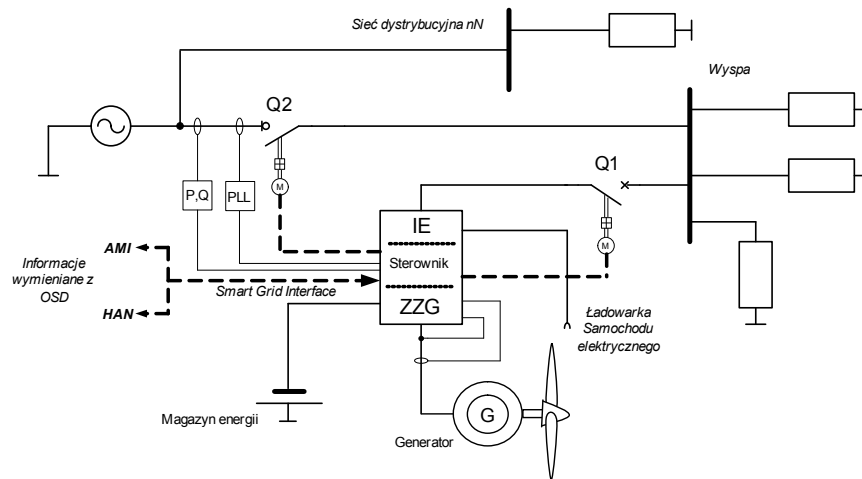 Sieć dystrybucyjna nN
Wyspa
Q2
Q1
M
P,Q
PLL
IE
M
AMI
Sterownik
Informacje
wymieniane z
OSD
Smart Grid Interface
HAN
ZZG
Ładowarka
Samochodu
elektrycznego
Magazyn energii
G
Generator